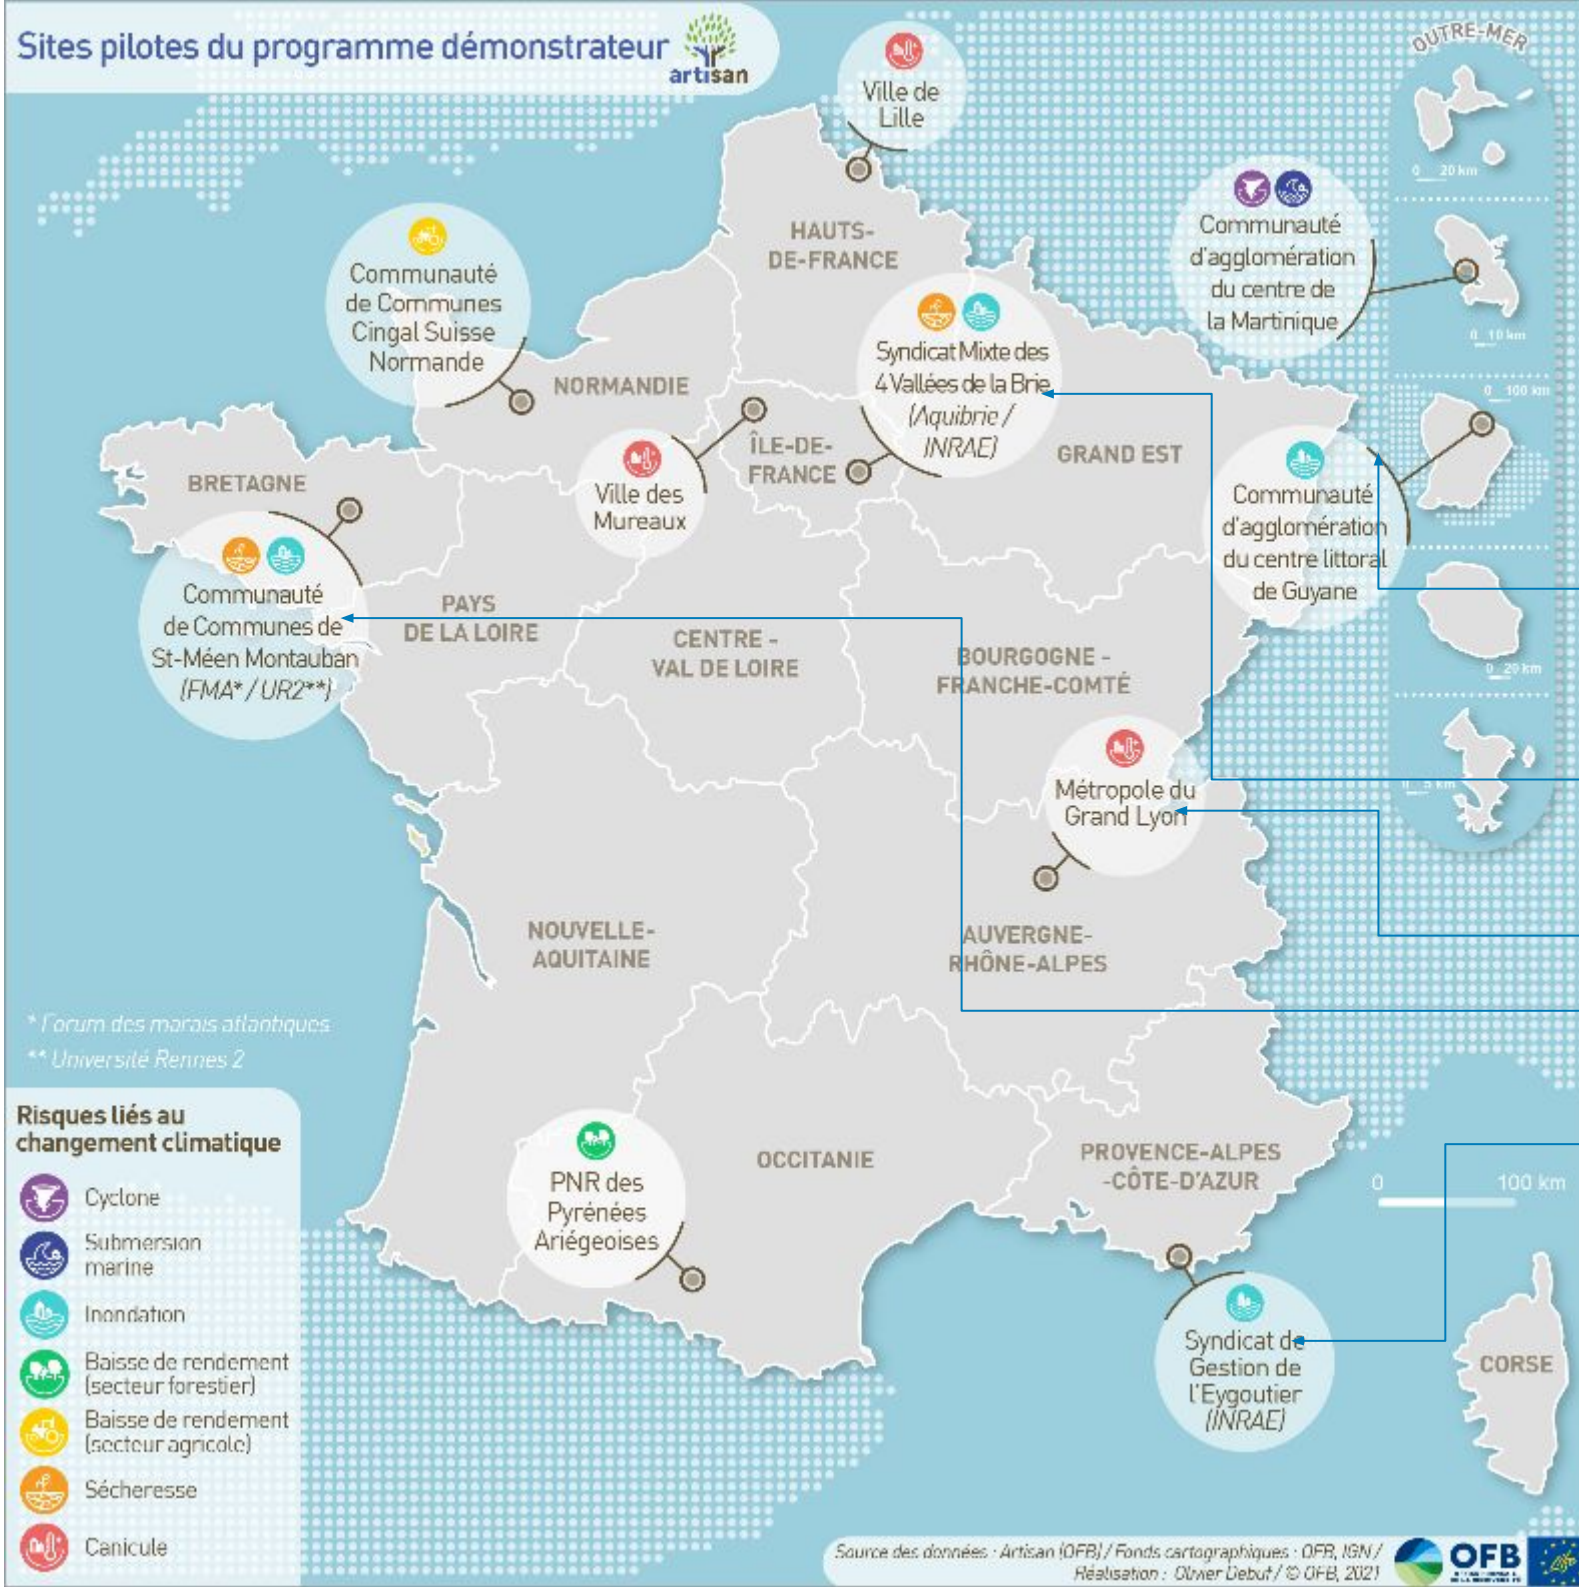 Sites pilotes du programme démonstrateur
artisan
OUTRE-MER
Ville de
Lille
0 20 km
Communauté
d'agglomération
du centre de
la Martinique
0 10 km
HAUTS-
DE-FRANCE
Communauté
de Communes
Cingal Suisse
Normande
Syndicat Mixte des
4 Vallées de la Brie
(Aquibrie /
INRAE)
NORMANDIE
0 100 km
ÎLE-DE-
FRANCE
GRAND EST
BRETAGNE
Ville des
Mureaux
Communauté
d'agglomération
du centre littoral
de Guyane
Communauté
de Communes de
St-Méen Montauban
(FMA* / UR2**)
PAYS
DE LA LOIRE
CENTRE -
VAL DE LOIRE
BOURGOGNE -
FRANCHE-COMTÉ
0 20 km
Métropole du
Grand Lyon
0 5 km
NOUVELLE-
AQUITAINE
AUVERGNE-
RHÔNE-ALPES
* Forum des marais atlantiques
** Université Rennes 2
Risques liés au
changement climatique
Cyclone
Submersion
marine
Inondation
Baisse de rendement
(secteur forestier)
Baisse de rendement
(secteur agricole)
Sécheresse
Canicule
PNR des
Pyrénées
Ariégeoises
OCCITANIE
PROVENCE-ALPES
-CÔTE-D'AZUR
0 100 km
Syndicat de
Gestion de
l'Eygoutier
(INRAE)
CORSE
Source des données : Artisan (OFB) / Fonds cartographiques : OFB, IGN /
Réalisation : Olivier Debuf / © OFB, 2021
OFB